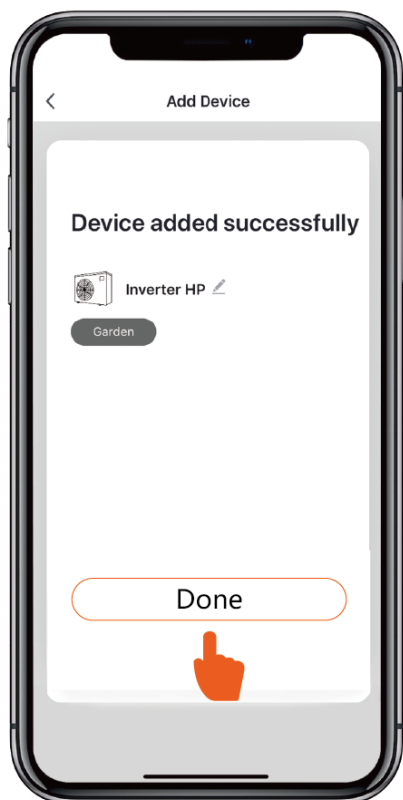 Add Device
Device added successfully
Inverter HP
Garden
Done